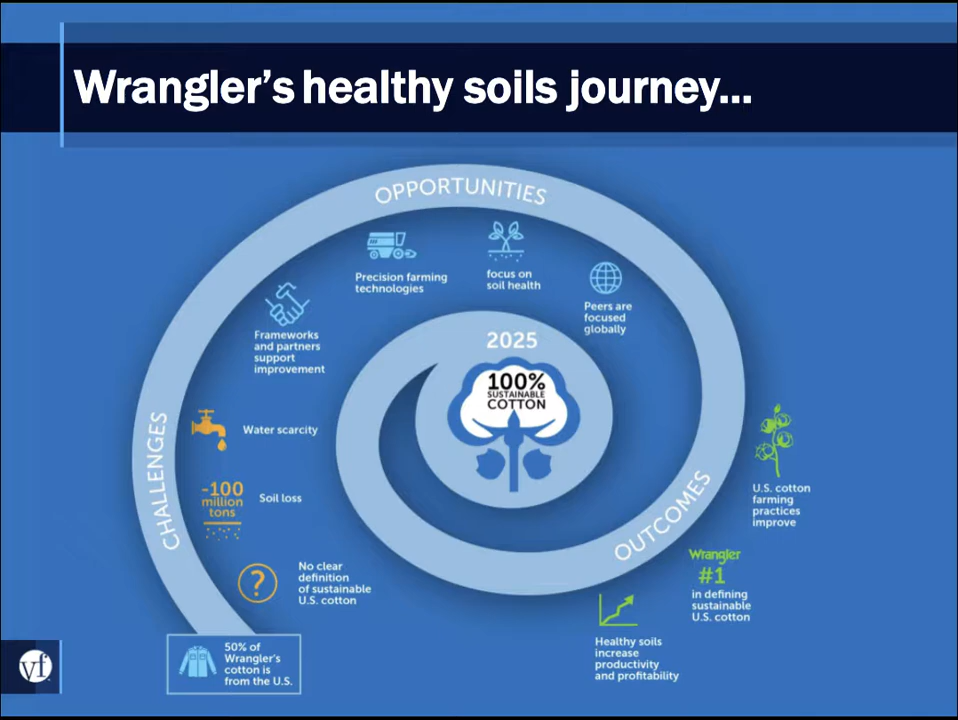 Wrangler's healthy soils journey...
OPPORTUNITIES
Precision farming
technologies
focus on
soil health
Peers are
focused
globally
Frameworks
and partners
support
improvement
2025
100%
SUSTAINABLE
COTTON
CHALLENGES
Water scarcity
-100
million
tons
Soil loss
?
No clear
definition
of sustainable
U.S. cotton
50% of
Wrangler's
cotton is
from the U.S.
OUTCOMES
U.S. cotton
farming
practices
improve
Wrangler
#1
in defining
sustainable
U.S. cotton
Healthy soils
increase
productivity
and profitability
vf